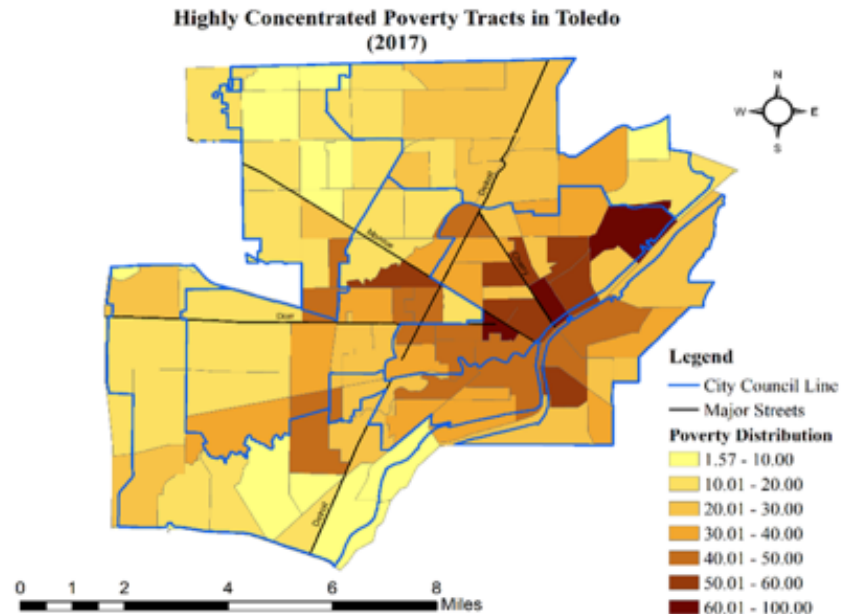 Highly Concentrated Poverty Tracts in Toledo
(2017)
N
W E
S
Detroit
Monroe
Cherry
Dorr
Detroit
Legend
City Council Line
Major Streets
Poverty Distribution
1.57 - 10.00
10.01 - 20.00
20.01 - 30.00
30.01 - 40.00
40.01 - 50.00
50.01 - 60.00
60.01 - 100.00
0 1 2 4 6 8
Miles